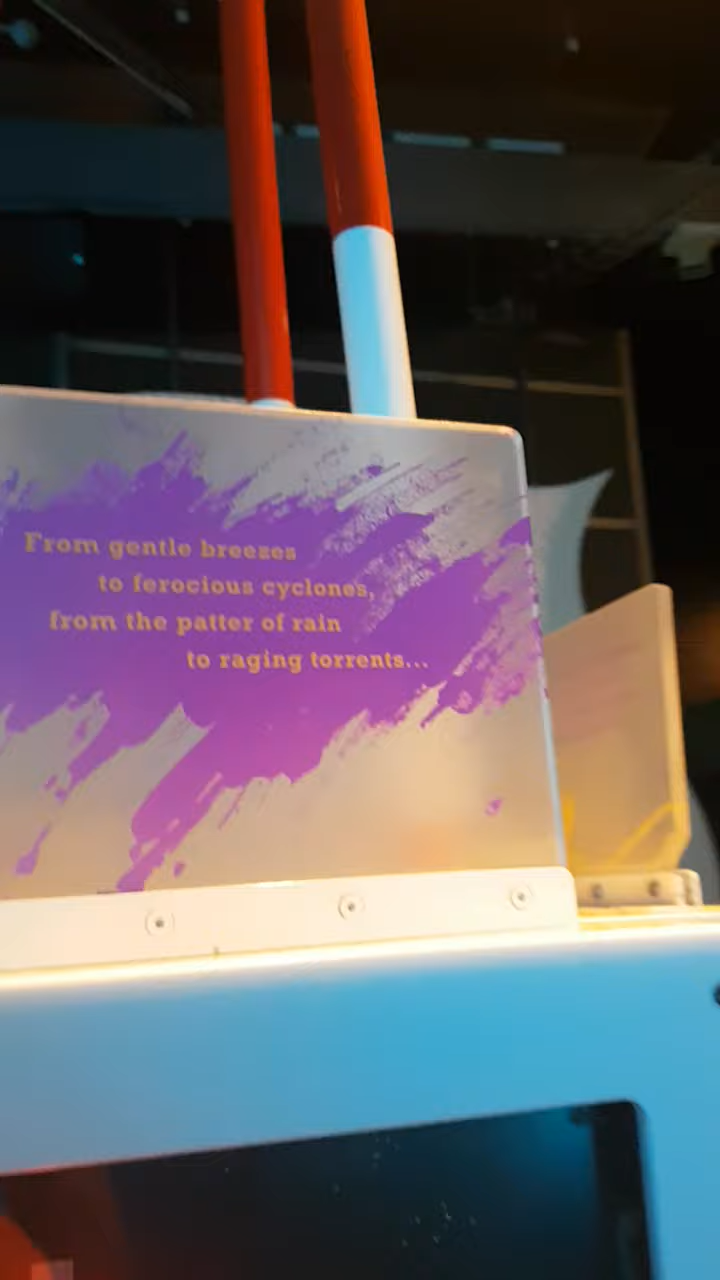 From gentle breezes
to ferocious cyclones,
from the patter of rain
to raging torrents...